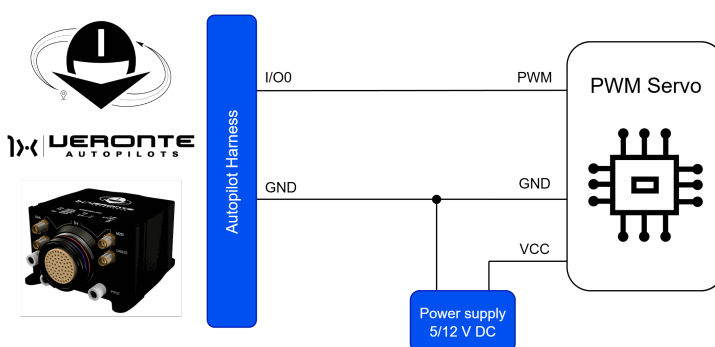 VERONTE
AUTOPILOTS
Autopilot Harness
I/O0
GND
PWM
GND
VCC
PWM Servo
Power supply
5/12 V DC